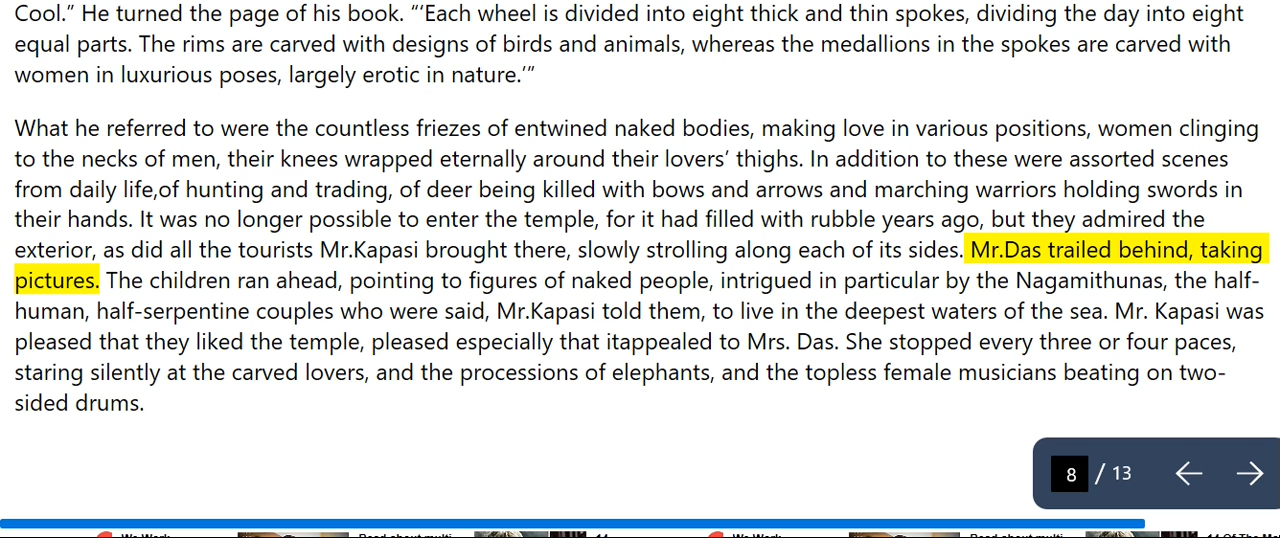 Cool.” He turned the page of his book. “‘Each wheel is divided into eight thick and thin spokes, dividing the day into eight
equal parts. The rims are carved with designs of birds and animals, whereas the medallions in the spokes are carved with
women in luxurious poses, largely erotic in nature.’”
What he referred to were the countless friezes of entwined naked bodies, making love in various positions, women clinging
to the necks of men, their knees wrapped eternally around their lovers’ thighs. In addition to these were assorted scenes
from daily life,of hunting and trading, of deer being killed with bows and arrows and marching warriors holding swords in
their hands. It was no longer possible to enter the temple, for it had filled with rubble years ago, but they admired the
exterior, as did all the tourists Mr.Kapasi brought there, slowly strolling along each of its sides. Mr.Das trailed behind, taking
pictures. The children ran ahead, pointing to figures of naked people, intrigued in particular by the Nagamithunas, the half-
human, half-serpentine couples who were said, Mr.Kapasi told them, to live in the deepest waters of the sea. Mr. Kapasi was
pleased that they liked the temple, pleased especially that itappealed to Mrs. Das. She stopped every three or four paces,
staring silently at the carved lovers, and the processions of elephants, and the topless female musicians beating on two-
sided drums.
8 / 13